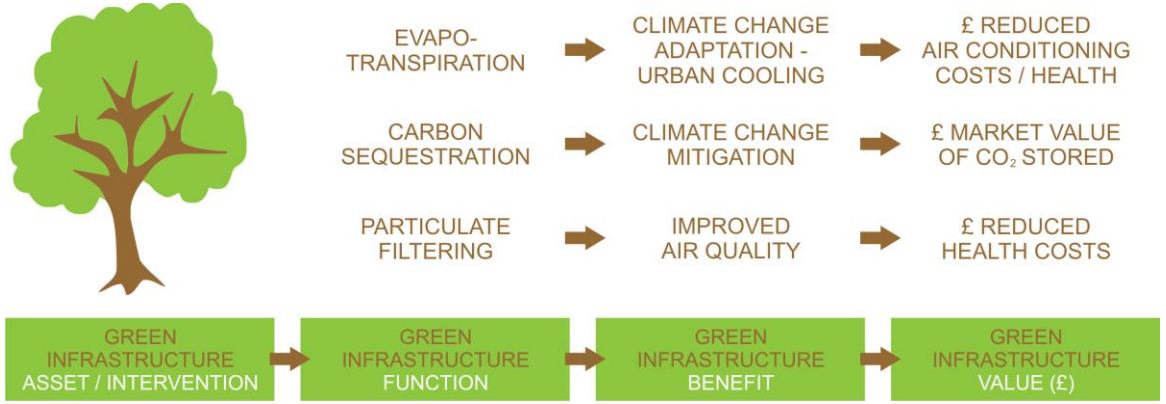 EVAPO-
TRANSPIRATION
CLIMATE CHANGE
ADAPTATION -
URBAN COOLING
£ REDUCED
AIR CONDITIONING
COSTS / HEALTH
CARBON
SEQUESTRATION
CLIMATE CHANGE
MITIGATION
£ MARKET VALUE
OF CO₂ STORED
PARTICULATE
FILTERING
IMPROVED
AIR QUALITY
£ REDUCED
HEALTH COSTS
GREEN
INFRASTRUCTURE
ASSET / INTERVENTION
GREEN
INFRASTRUCTURE
FUNCTION
GREEN
INFRASTRUCTURE
BENEFIT
GREEN
INFRASTRUCTURE
VALUE (£)